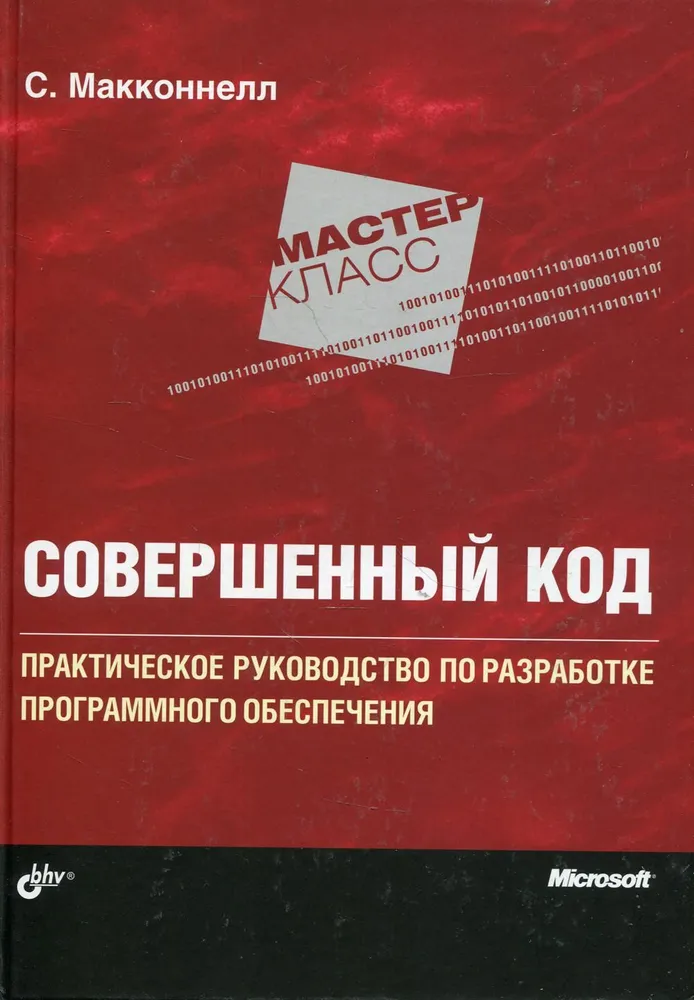 С. Макконнелл
МАСТЕР
КЛАСС
СОВЕРШЕННЫЙ КОД
ПРАКТИЧЕСКОЕ РУКОВОДСТВО ПО РАЗРАБОТКЕ
ПРОГРАММНОГО ОБЕСПЕЧЕНИЯ
bhv®
Microsoft®